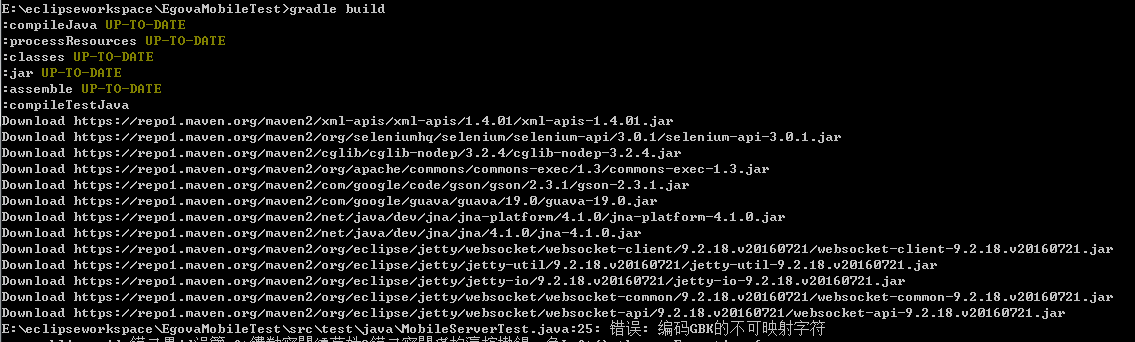 E:\eclipseworkspace\EgovaMobileTest>gradle build
:compileJava UP-TO-DATE
:processResources UP-TO-DATE
:classes UP-TO-DATE
:jar UP-TO-DATE
:assemble UP-TO-DATE
:compileTestJava
Download https://repo1.maven.org/maven2/xml-apis/xml-apis/1.4.01/xml-apis-1.4.01.jar
Download https://repo1.maven.org/maven2/org/seleniumhq/selenium/selenium-api/3.0.1/selenium-api-3.0.1.jar
Download https://repo1.maven.org/maven2/cglib/cglib-nodep/3.2.4/cglib-nodep-3.2.4.jar
Download https://repo1.maven.org/maven2/org/apache/commons/commons-exec/1.3/commons-exec-1.3.jar
Download https://repo1.maven.org/maven2/com/google/code/gson/gson/2.3.1/gson-2.3.1.jar
Download https://repo1.maven.org/maven2/com/google/guava/guava/19.0/guava-19.0.jar
Download https://repo1.maven.org/maven2/net/java/dev/jna/jna-platform/4.1.0/jna-platform-4.1.0.jar
Download https://repo1.maven.org/maven2/net/java/dev/jna/jna/4.1.0/jna-4.1.0.jar
Download https://repo1.maven.org/maven2/org/eclipse/jetty/websocket/websocket-client/9.2.18.v20160721/websocket-client-9.2.18.v20160721.jar
Download https://repo1.maven.org/maven2/org/eclipse/jetty/jetty-util/9.2.18.v20160721/jetty-util-9.2.18.v20160721.jar
Download https://repo1.maven.org/maven2/org/eclipse/jetty/jetty-io/9.2.18.v20160721/jetty-io-9.2.18.v20160721.jar
Download https://repo1.maven.org/maven2/org/eclipse/jetty/websocket/websocket-common/9.2.18.v20160721/websocket-common-9.2.18.v20160721.jar
Download https://repo1.maven.org/maven2/org/eclipse/jetty/websocket/websocket-api/9.2.18.v20160721/websocket-api-9.2.18.v20160721.jar
E:\eclipseworkspace\EgovaMobileTest\src\test\java\MobileServerTest.java:25: 错误: 编码GBK的不可映射字符